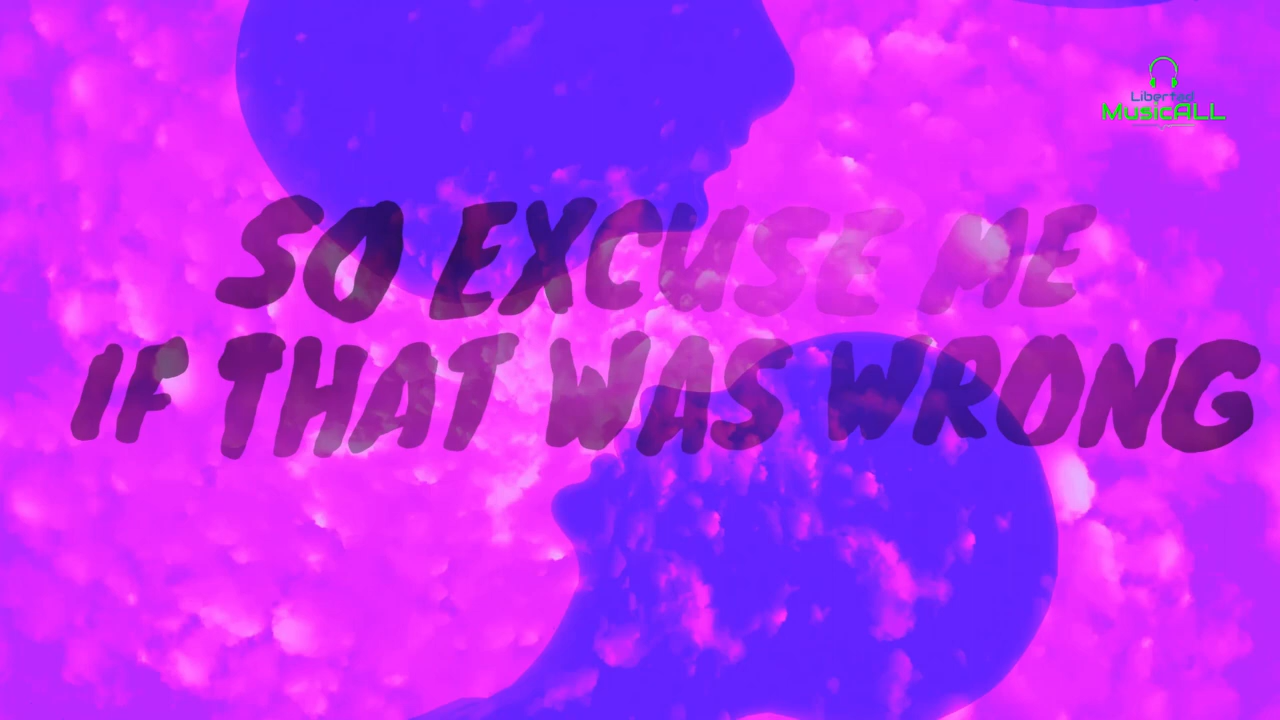 Libertad
MusicALL
SO EXCUSE ME
IF THAT WAS WRONG